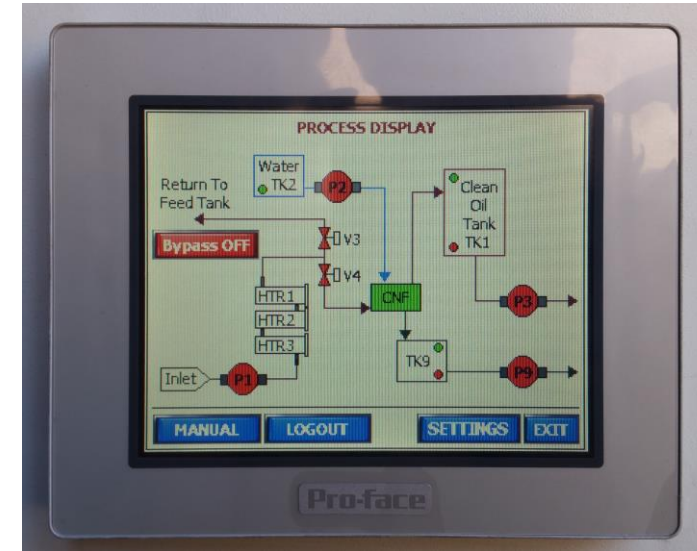 PROCESS DISPLAY
Water
TK2
P2
Return To
Feed Tank
Clean
Oil
Tank
TK1
Bypass OFF
V3
V4
CNF
HTR1
HTR2
HTR3
P3
TK9
P9
Inlet
P1
MANUAL
LOGOUT
SETTINGS
EXIT
Pro-face